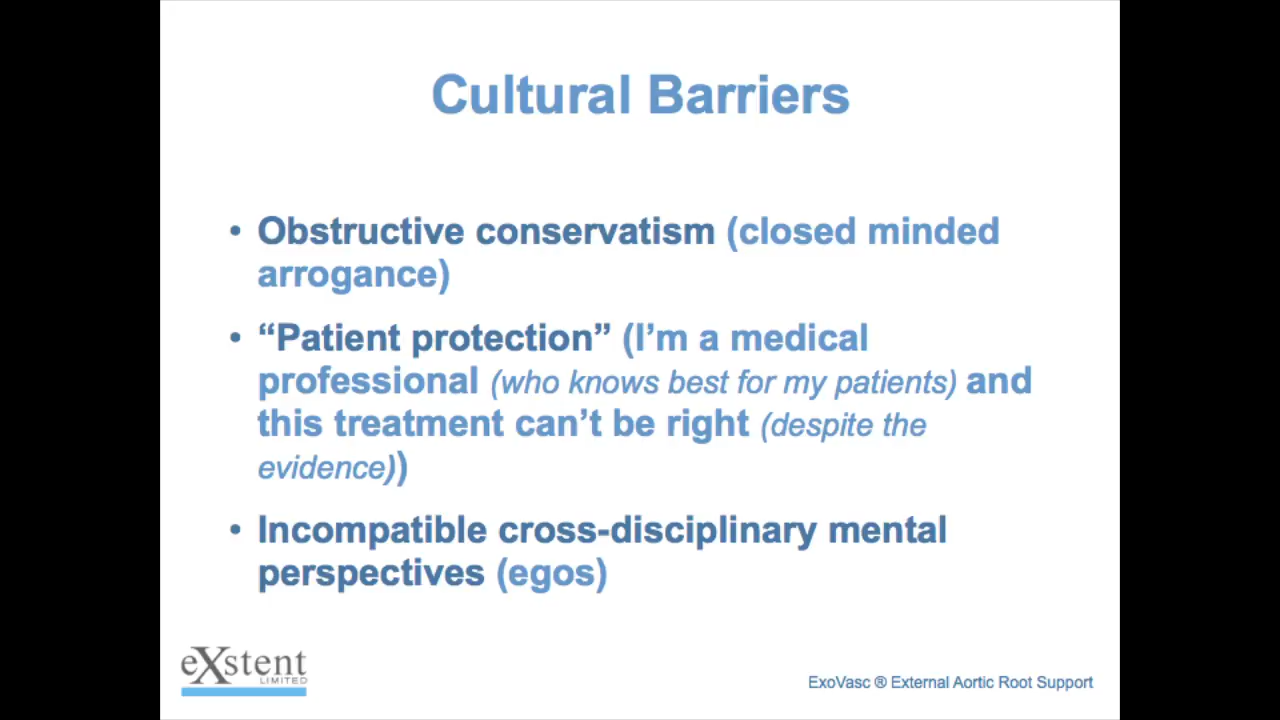 Cultural Barriers
• Obstructive conservatism (closed minded
arrogance)
• “Patient protection” (I’m a medical
professional (who knows best for my patients) and
this treatment can’t be right (despite the
evidence))
• Incompatible cross-disciplinary mental
perspectives (egos)
eXstent
LIMITED
ExoVasc ® External Aortic Root Support